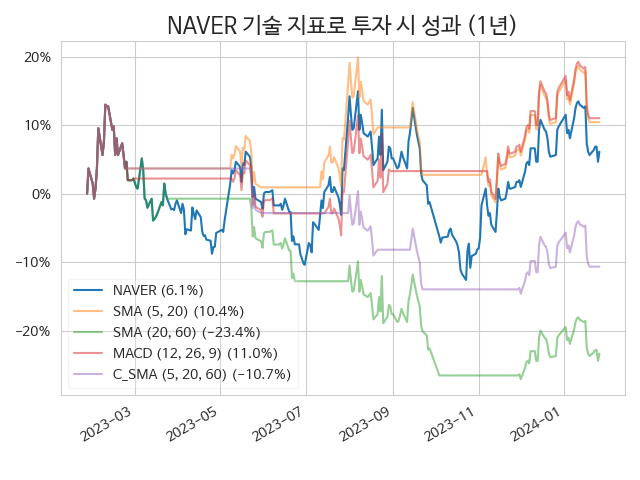 NAVER 기술 지표로 투자 시 성과 (1년)
20%
10%
0%
−10%
−20%
NAVER (6.1%)
SMA (5, 20) (10.4%)
SMA (20, 60) (−23.4%)
MACD (12, 26, 9) (11.0%)
C_SMA (5, 20, 60) (−10.7%)
2023−03
2023−05
2023−07
2023−09
2023−11
2024−01